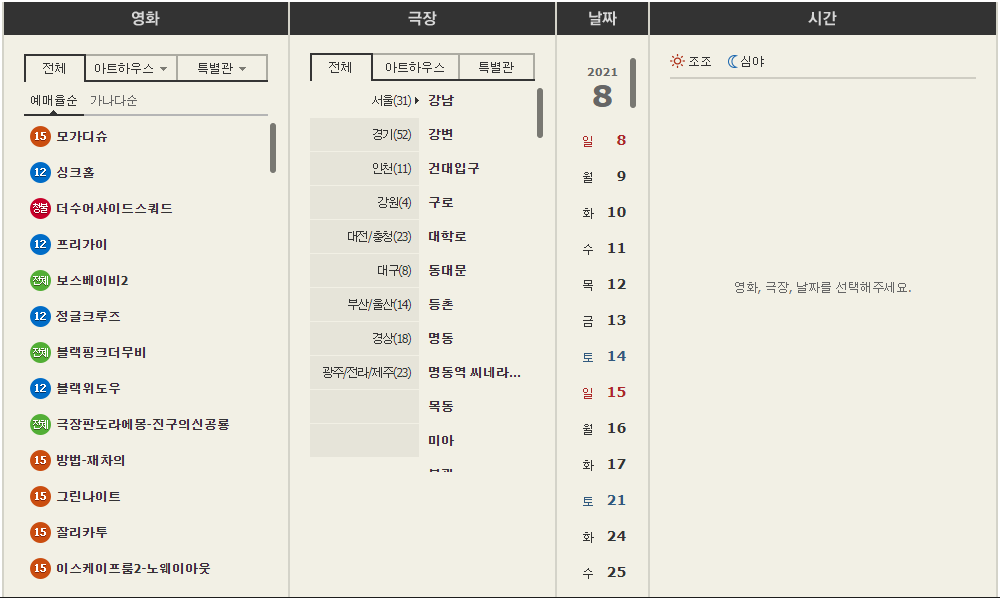 영화
전체 아트하우스 특별관
예매율순 가나다순
15 모가디슈
12 싱크홀
청불 더수어사이드스쿼드
12 프리가이
전체 보스베이비2
12 정글크루즈
전체 블랙핑크더무비
12 블랙위도우
전체 극장판도라에몽-진구의신공룡
15 방법-재차의
15 그린나이트
15 잘리카투
15 이스케이프룸2-노웨이아웃
극장
전체 아트하우스 특별관
서울(31) 강남
경기(52) 강변
인천(11) 건대입구
강원(4) 구로
대전/충청(23) 대학로
대구(8) 동대문
부산/울산(14) 등촌
경상(18) 명동
광주/전라/제주(23) 명동역 씨네라...
목동
미아
날짜
2021
8
일 8
월 9
화 10
수 11
목 12
금 13
토 14
일 15
월 16
화 17
토 21
화 24
수 25
시간
조조 심야
영화, 극장, 날짜를 선택해주세요.